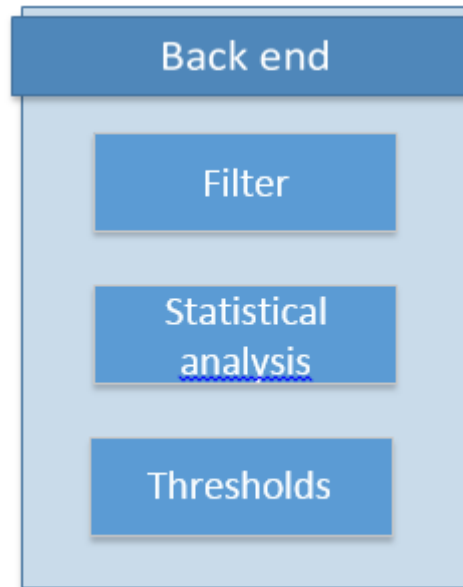 Back end
Filter
Statistical
analysis
Thresholds